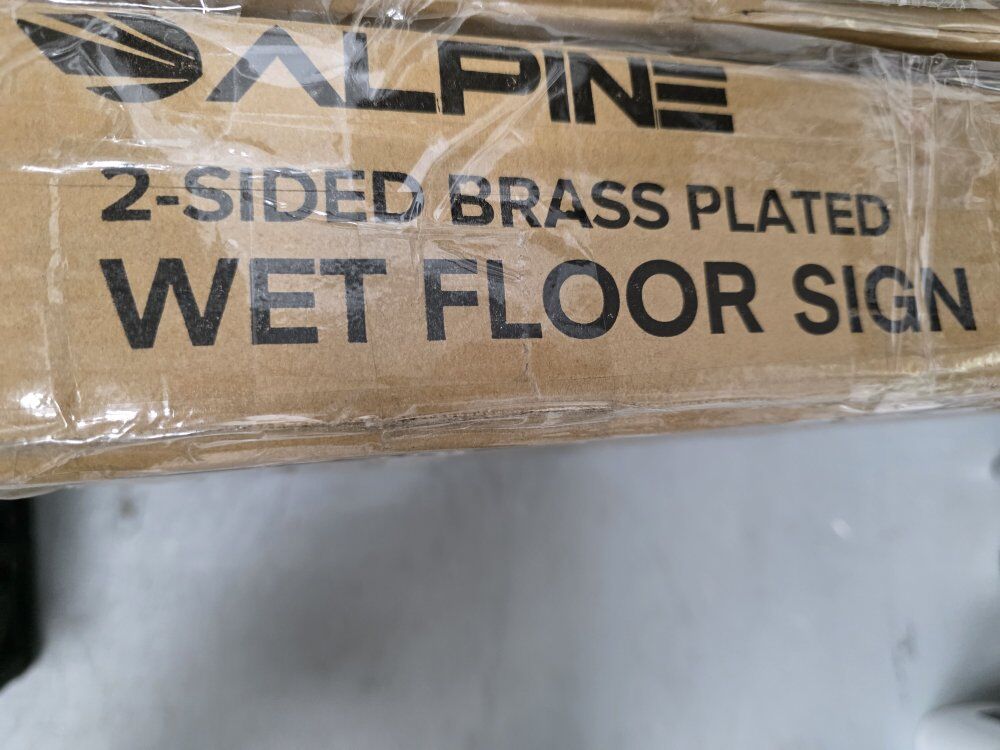 ALPINE
2-SIDED BRASS PLATED
WET FLOOR SIGN